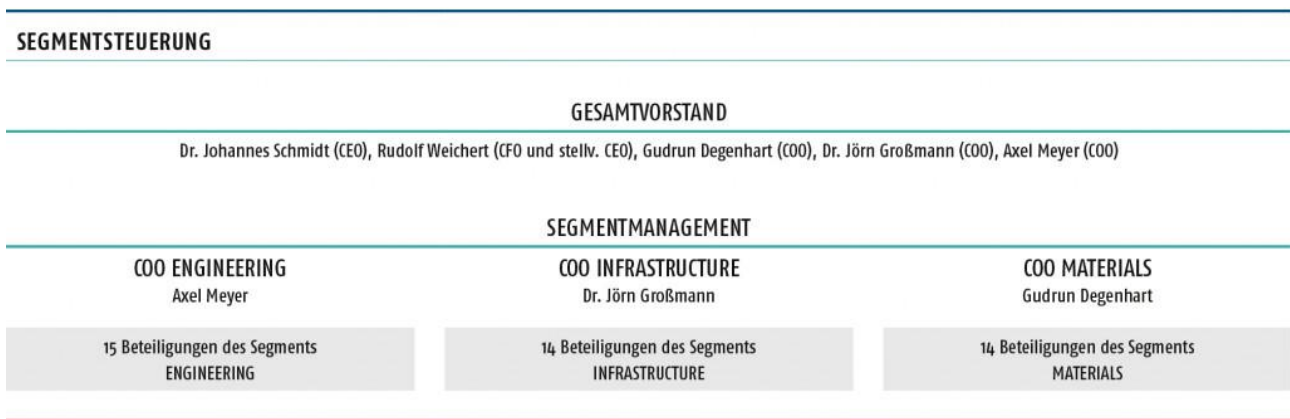 SEGMENTSTEUERUNG
GESAMTVORSTAND
Dr. Johannes Schmidt (CEO), Rudolf Weichert (CFO und stellv. CEO), Gudrun Degenhart (COO), Dr. Jörn Großmann (COO), Axel Meyer (COO)
SEGMENTMANAGEMENT
COO ENGINEERING
Axel Meyer
15 Beteiligungen des Segments
ENGINEERING
COO INFRASTRUCTURE
Dr. Jörn Großmann
14 Beteiligungen des Segments
INFRASTRUCTURE
COO MATERIALS
Gudrun Degenhart
14 Beteiligungen des Segments
MATERIALS